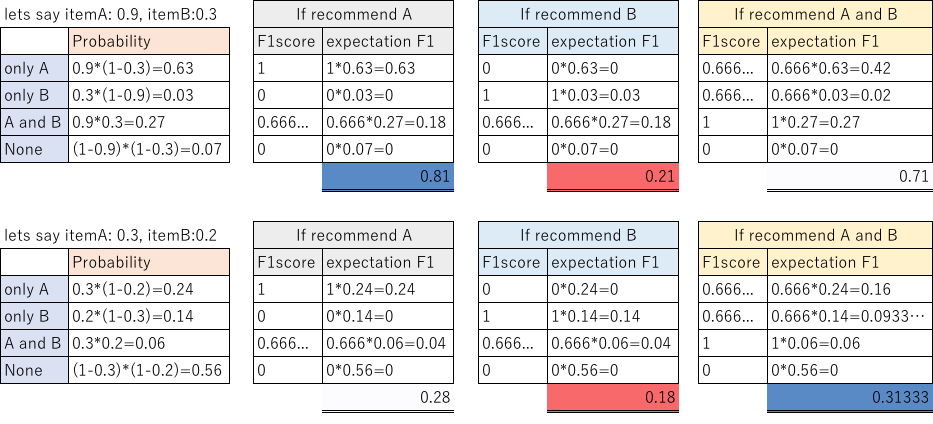 lets say itemA: 0.9, itemB:0.3 If recommend A If recommend B If recommend A and B
Probability F1score expectation F1 F1score expectation F1 F1score expectation F1
only A 0.9*(1-0.3)=0.63 1 1*0.63=0.63 0 0*0.63=0 0.666... 0.666*0.63=0.42
only B 0.3*(1-0.9)=0.03 0 0*0.03=0 1 1*0.03=0.03 0.666... 0.666*0.03=0.02
A and B 0.9*0.3=0.27 0.666... 0.666*0.27=0.18 0.666... 0.666*0.27=0.18 1 1*0.27=0.27
None (1-0.9)*(1-0.3)=0.07 0 0*0.07=0 0 0*0.07=0 0 0*0.07=0
0.81 0.21 0.71
lets say itemA: 0.3, itemB:0.2 If recommend A If recommend B If recommend A and B
Probability F1score expectation F1 F1score expectation F1 F1score expectation F1
only A 0.3*(1-0.2)=0.24 1 1*0.24=0.24 0 0*0.24=0 0.666... 0.666*0.24=0.16
only B 0.2*(1-0.3)=0.14 0 0*0.14=0 1 1*0.14=0.14 0.666... 0.666*0.14=0.0933⋯
A and B 0.3*0.2=0.06 0.666... 0.666*0.06=0.04 0.666... 0.666*0.06=0.04 1 1*0.06=0.06
None (1-0.3)*(1-0.2)=0.56 0 0*0.56=0 0 0*0.56=0 0 0*0.56=0
0.28 0.18 0.31333